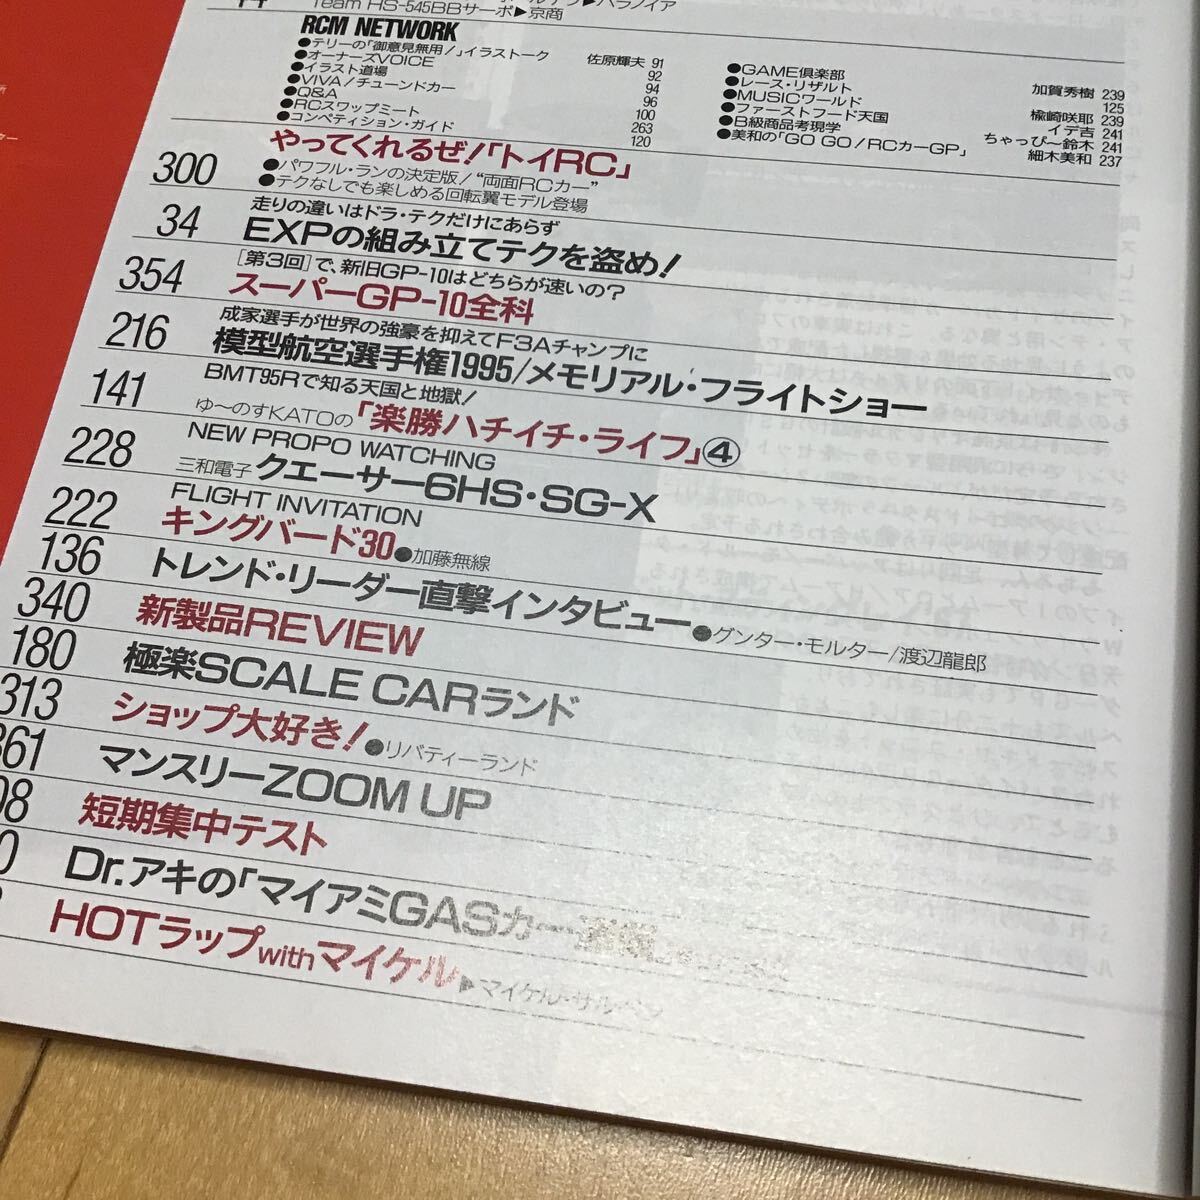 Team HS-545BBサーボ▶京商
RCM NETWORK
●テリーの「御意見無用!」イラストーク 佐原輝夫 91
●オーナーズVOICE 92
●イラスト道場 94
●VIVA!チューンドカー 96
●Q&A 100
●RCスワップミート 263
●コンペティション・ガイド 120
●GAME倶楽部 加賀秀樹 239
●レース・リザルト 125
●MUSICワールド 楡崎咲耶 239
●ファーストフード天国 イデ吉 241
●B級商品考現学 ちゃっぴ〜鈴木 241
●美和の「GO GO!RCカーGP」 細木美和 237
やってくれるぜ!「トイRC」
300
●パワフル・ランの決定版!“両面RCカー”
●テクなしでも楽しめる回転翼モデル登場
走りの違いはドラ・テクだけにあらず
34 EXPの組み立てテクを盗め!
[第3回]で、新旧GP-10はどちらが速いの?
354 スーパーGP-10全科
成家選手が世界の強豪を抑えてF3Aチャンプに
216 模型航空選手権1995/メモリアル・フライトショー
BMT95Rで知る天国と地獄!
141 ゆ〜のすKATOの「楽勝ハチイチ・ライフ」④
NEW PROPO WATCHING
228 三和電子 クエーサー6HS・SG-X
FLIGHT INVITATION
222 キングバード30●加藤無線
136 トレンド・リーダー直撃インタビュー●グンター・モルター/渡辺龍郎
340 新製品REVIEW
180 極楽SCALE CARランド
313 ショップ大好き!●リバティーランド
361 マンスリーZOOM UP
短期集中テスト
Dr.アキの「マイアミGASカー
HOTラップwithマイケル▶マイケル・サルベン